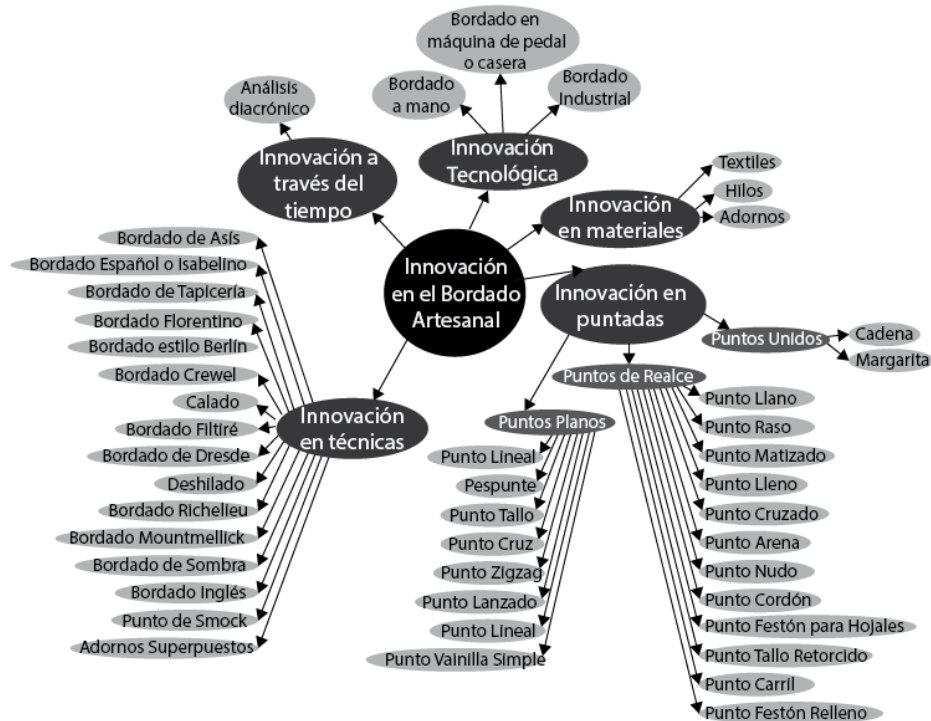 Bordado en
máquina de pedal
o casera
Análisis
diacrónico
Bordado
a mano
Bordado
Industrial
Innovación a
través del
tiempo
Innovación
Tecnológica
Innovación
en materiales
Textiles
Hilos
Adornos
Innovación
en el Bordado
Artesanal
Innovación en
puntadas
Puntos Unidos
Cadena
Margarita
Puntos de Realce
Punto Llano
Punto Raso
Punto Matizado
Punto Lleno
Punto Cruzado
Punto Arena
Punto Nudo
Punto Cordón
Punto Festón para Hojales
Punto Tallo Retorcido
Punto Carril
Punto Festón Relleno
Puntos Planos
Punto Lineal
Pespunte
Punto Tallo
Punto Cruz
Punto Zigzag
Punto Lanzado
Punto Líneal
Punto Vainilla Simple
Innovación
en técnicas
Bordado de Asís
Bordado Español o Isabelino
Bordado de Tapicería
Bordado Florentino
Bordado estilo Berlín
Bordado Crewel
Calado
Bordado Filtiré
Bordado de Dresde
Deshilado
Bordado Richelieu
Bordado Mountmellick
Bordado de Sombra
Bordado Inglés
Punto de Smock
Adornos Superpuestos